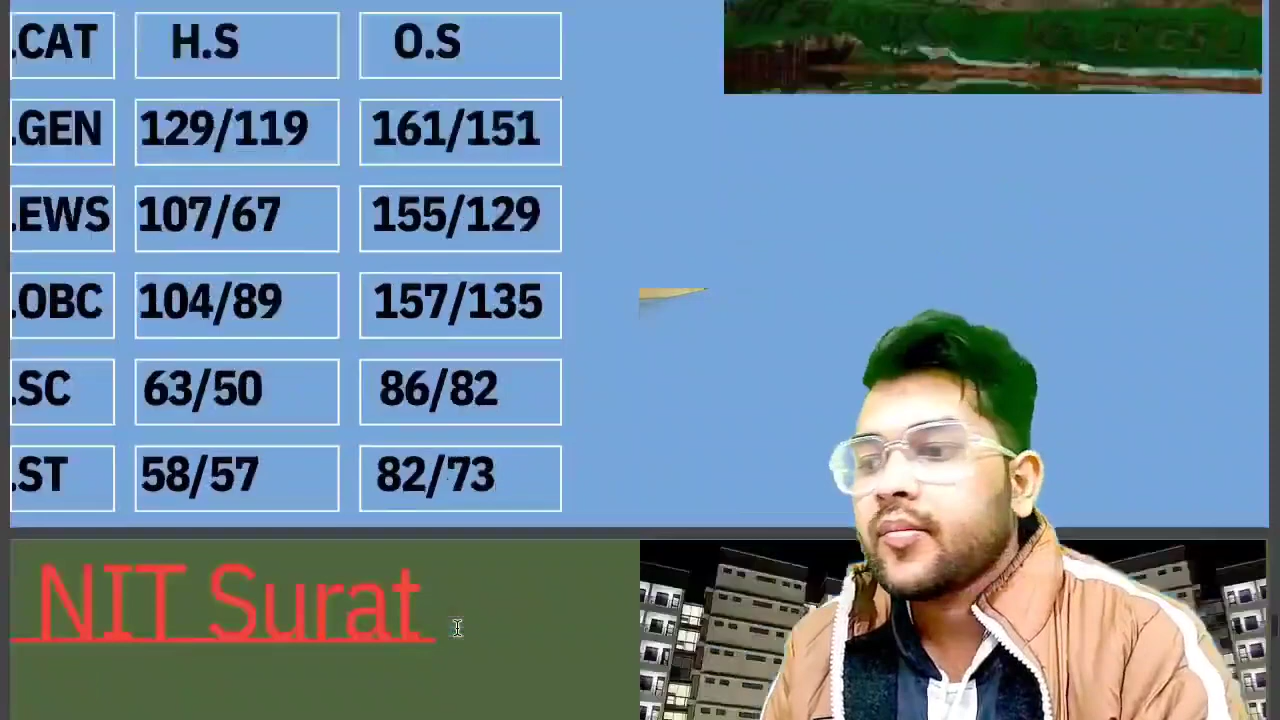 .CAT H.S O.S
.GEN 129/119 161/151
.EWS 107/67 155/129
.OBC 104/89 157/135
.SC 63/50 86/82
.ST 58/57 82/73
NIT Surat